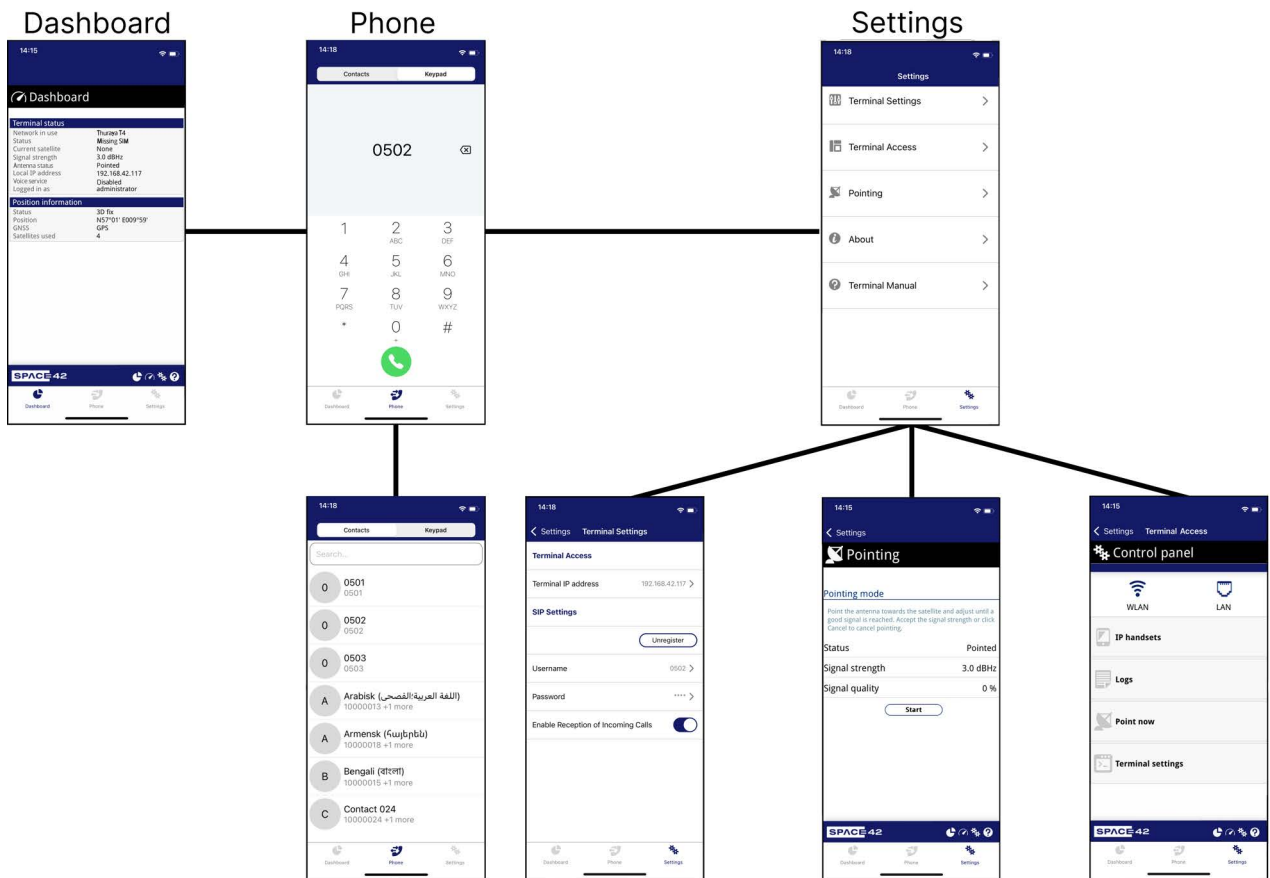 Dashboard
Phone
Settings
14:15
Dashboard
Terminal status
Network in use Thuraya T4
Status Missing SIM
Current satellite None
Signal strength 3.0 dBHz
Antenna status Pointed
Local IP address 192.168.42.117
Voice service Disabled
Logged in as administrator
Position information
Status 3D fix
Position N57°01' E009°59'
GNSS GPS
Satellites used 4
SPACE42
Dashboard Phone Settings
14:18
Contacts Keypad
0502
1 2 3
ABC DEF
4 5 6
GHI JKL MNO
7 8 9
PQRS TUV WXYZ
* 0 #
+
Dashboard Phone Settings
14:18
Settings
Terminal Settings
Terminal Access
Pointing
About
Terminal Manual
Dashboard Phone Settings
14:18
Contacts Keypad
Search...
0 0501
0501
0 0502
0502
0 0503
0503
A Arabisk (اللغة العربية:الفصحى)
10000013 +1 more
A Armensk (հայերեն)
10000018 +1 more
B Bengali (বাংলা)
10000015 +1 more
C Contact 024
10000024 +1 more
Dashboard Phone Settings
14:18
Settings Terminal Settings
Terminal Access
Terminal IP address 192.168.42.117
SIP Settings
Unregister
Username 0502
Password ****
Enable Reception of Incoming Calls
Dashboard Phone Settings
14:15
Settings
Pointing
Pointing mode
Point the antenna towards the satellite and adjust until a
good signal is reached. Accept the signal strength or click
Cancel to cancel pointing.
Status Pointed
Signal strength 3.0 dBHz
Signal quality 0 %
Start
SPACE42
Dashboard Phone Settings
14:15
Settings Terminal Access
Control panel
WLAN LAN
IP handsets
Logs
Point now
Terminal settings
SPACE42
Dashboard Phone Settings